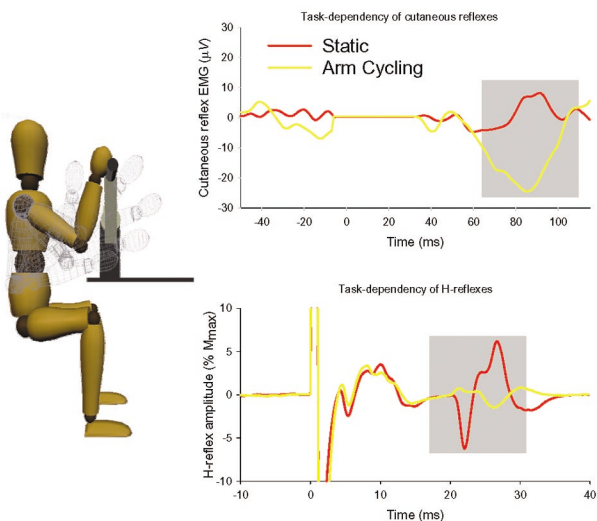 Task-dependency of cutaneous reflexes
Static
Arm Cycling
Cutaneous reflex EMG (μV)
30
20
10
0
-10
-20
-30
-40 -20 0 20 40 60 80 100
Time (ms)
Task-dependency of H-reflexes
H-reflex amplitude (% Mmax)
10
5
0
-5
-10
-10 0 10 20 30 40
Time (ms)